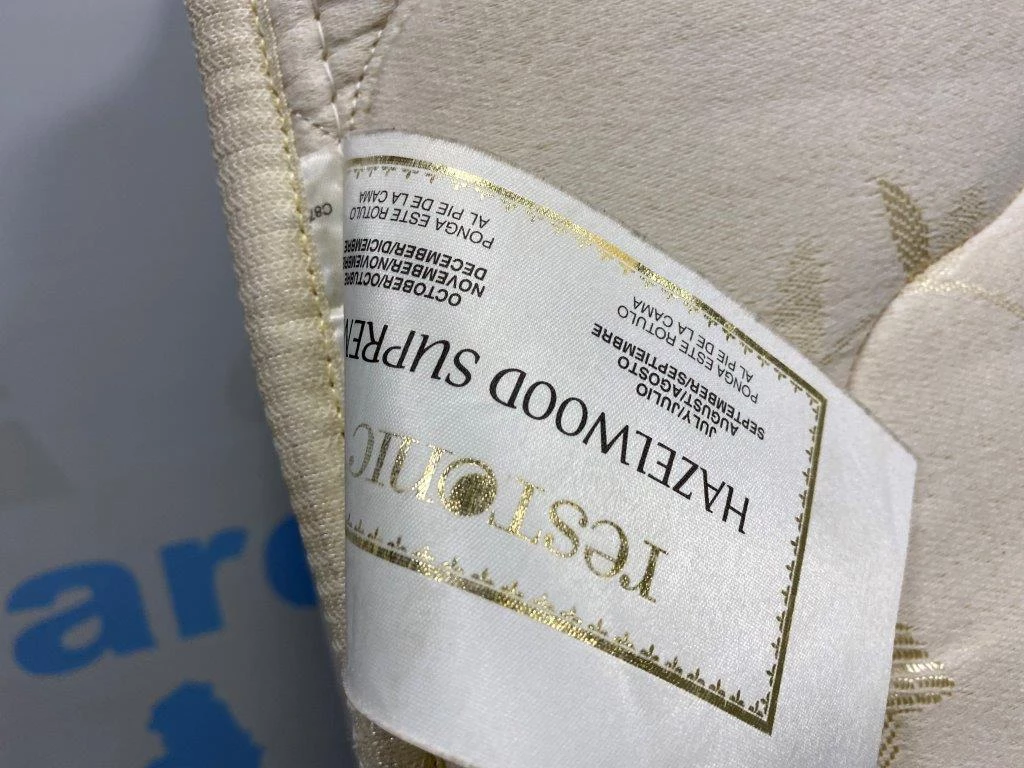 restonic
HAZELWOOD SUPREM
JULY/JULIO
AUGUST/AGOSTO
SEPTEMBER/SEPTIEMBRE
PONGA ESTE ROTULO
AL PIE DE LA CAMA
OCTOBER/OCTUBRE
NOVEMBER/NOVIEMBRE
DECEMBER/DICIEMBRE
PONGA ESTE ROTULO
AL PIE DE LA CAMA
are